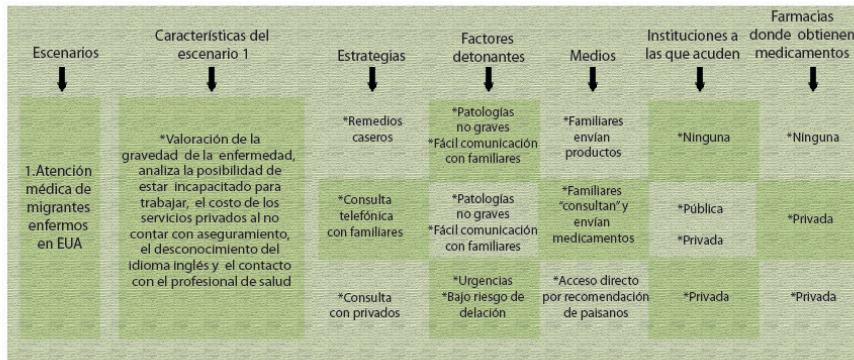 Escenarios
Características del
escenario 1
Estrategias
Factores
detonantes
Medios
Instituciones a
las que acuden
Farmacias
donde obtienen
medicamentos
1.Atención
médica de
migrantes
enfermos
en EUA
*Valoración de la
gravedad de la enfermedad,
analiza la posibilidad de
estar incapacitado para
trabajar, el costo de los
servicios privados al no
contar con aseguramiento,
el desconocimiento del
idioma inglés y el contacto
con el profesional de salud
*Remedios
caseros
*Patologías
no graves
*Fácil comunicación
con familiares
*Familiares
envían
productos
*Ninguna
*Ninguna
*Consulta
telefónica
con familiares
*Patologías
no graves
*Fácil comunicación
con familiares
*Familiares
“consultan” y
envían
medicamentos
*Pública
*Privada
*Privada
*Consulta
con privados
*Urgencias
*Bajo riesgo de
delación
*Acceso directo
por recomendación
de paisanos
*Privada
*Privada